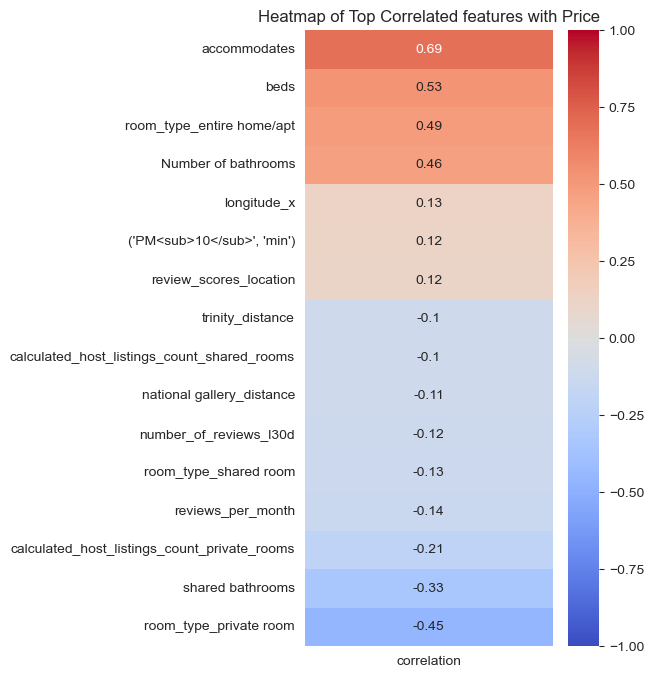 Heatmap of Top Correlated features with Price
accommodates 0.69
beds 0.53
room_type_entire home/apt 0.49
Number of bathrooms 0.46
longitude_x 0.13
('PM<sub>10</sub>', 'min') 0.12
review_scores_location 0.12
trinity_distance -0.1
calculated_host_listings_count_shared_rooms -0.1
national gallery_distance -0.11
number_of_reviews_l30d -0.12
room_type_shared room -0.13
reviews_per_month -0.14
calculated_host_listings_count_private_rooms -0.21
shared bathrooms -0.33
room_type_private room -0.45
correlation
1.00
0.75
0.50
0.25
0.00
−0.25
−0.50
−0.75
−1.00